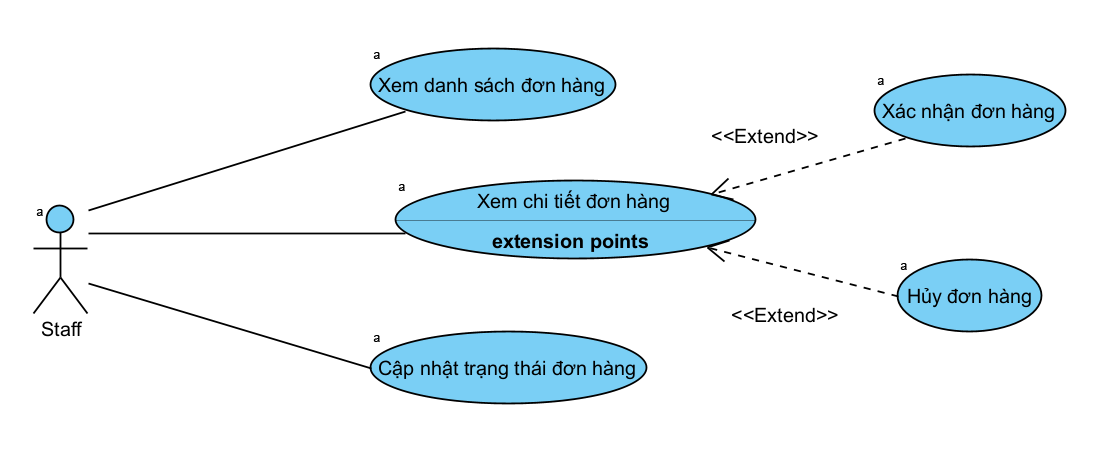 a
Xem danh sách đơn hàng
a
Xác nhận đơn hàng
<<Extend>>
a
Xem chi tiết đơn hàng
extension points
a
Staff
a
Hủy đơn hàng
<<Extend>>
a
Cập nhật trạng thái đơn hàng